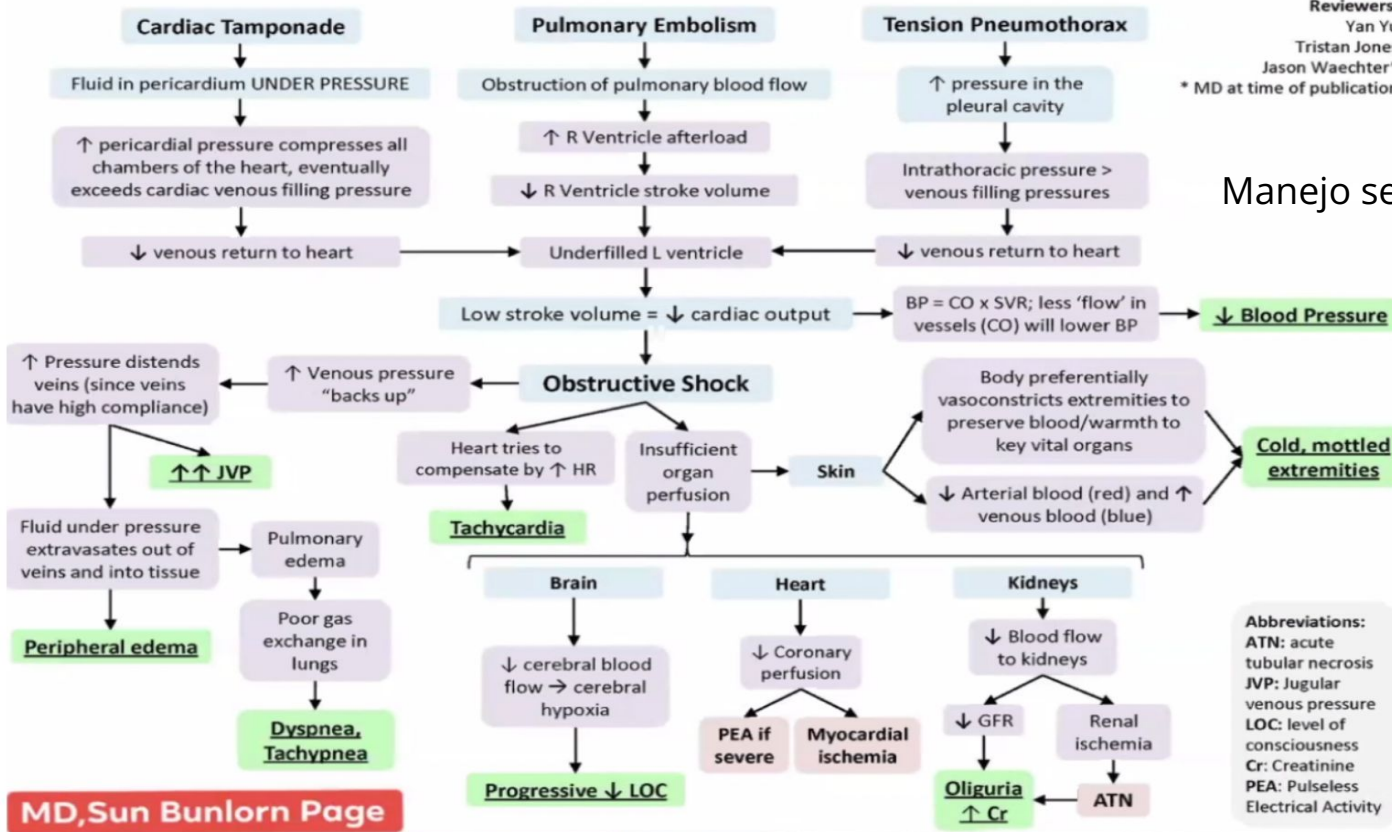 Cardiac Tamponade
Fluid in pericardium UNDER PRESSURE
↑ pericardial pressure compresses all
chambers of the heart, eventually
exceeds cardiac venous filling pressure
↓ venous return to heart
Pulmonary Embolism
Obstruction of pulmonary blood flow
↑ R Ventricle afterload
↓ R Ventricle stroke volume
Underfilled L ventricle
Tension Pneumothorax
↑ pressure in the
pleural cavity
Intrathoracic pressure >
venous filling pressures
↓ venous return to heart
Reviewers
Yan Yu
Tristan Jones
Jason Waechter*
* MD at time of publication
Manejo se
Low stroke volume = ↓ cardiac output
BP = CO x SVR; less ‘flow’ in
vessels (CO) will lower BP
↓ Blood Pressure
Obstructive Shock
↑ Venous pressure
“backs up”
↑ Pressure distends
veins (since veins
have high compliance)
↑↑ JVP
Fluid under pressure
extravasates out of
veins and into tissue
Peripheral edema
Pulmonary
edema
Poor gas
exchange in
lungs
Dyspnea,
Tachypnea
Heart tries to
compensate by ↑ HR
Tachycardia
Insufficient
organ
perfusion
Skin
Body preferentially
vasoconstricts extremities to
preserve blood/warmth to
key vital organs
↓ Arterial blood (red) and ↑
venous blood (blue)
Cold, mottled
extremities
Brain
↓ cerebral blood
flow → cerebral
hypoxia
Progressive ↓ LOC
Heart
↓ Coronary
perfusion
PEA if
severe
Myocardial
ischemia
Kidneys
↓ Blood flow
to kidneys
↓ GFR
Renal
ischemia
Oliguria
↑ Cr
ATN
Abbreviations:
ATN: acute
tubular necrosis
JVP: Jugular
venous pressure
LOC: level of
consciousness
Cr: Creatinine
PEA: Pulseless
Electrical Activity
MD,Sun Bunlorn Page